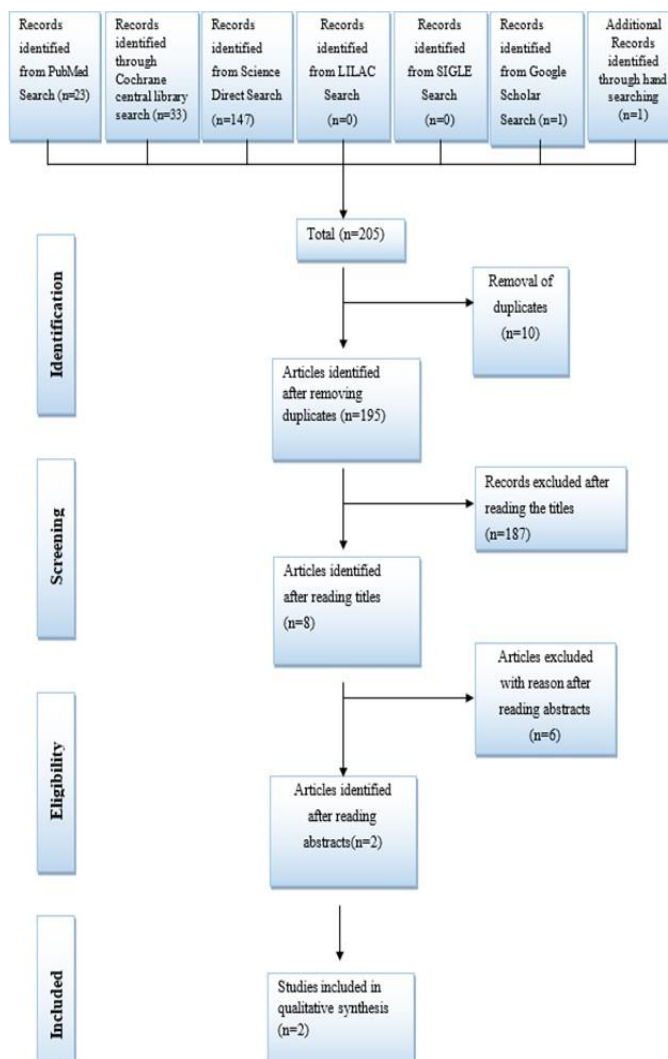 Records
identified
from PubMed
Search (n=23)
Records
identified
through
Cochrane
central library
search (n=33)
Records
identified
from Science
Direct Search
(n=147)
Records
identified
from LILAC
Search
(n=0)
Records
identified
from SIGLE
Search
(n=0)
Records
identified
from Google
Scholar
Search (n=1)
Additional
Records
identified
through hand
searching
(n=1)
Total (n=205)
Identification
Removal of
duplicates
(n=10)
Articles identified
after removing
duplicates (n=195)
Screening
Records excluded after
reading the titles
(n=187)
Articles identified
after reading titles
(n=8)
Articles excluded
with reason after
reading abstracts
(n=6)
Eligibility
Articles identified
after reading
abstracts(n=2)
Included
Studies included in
qualitative synthesis
(n=2)